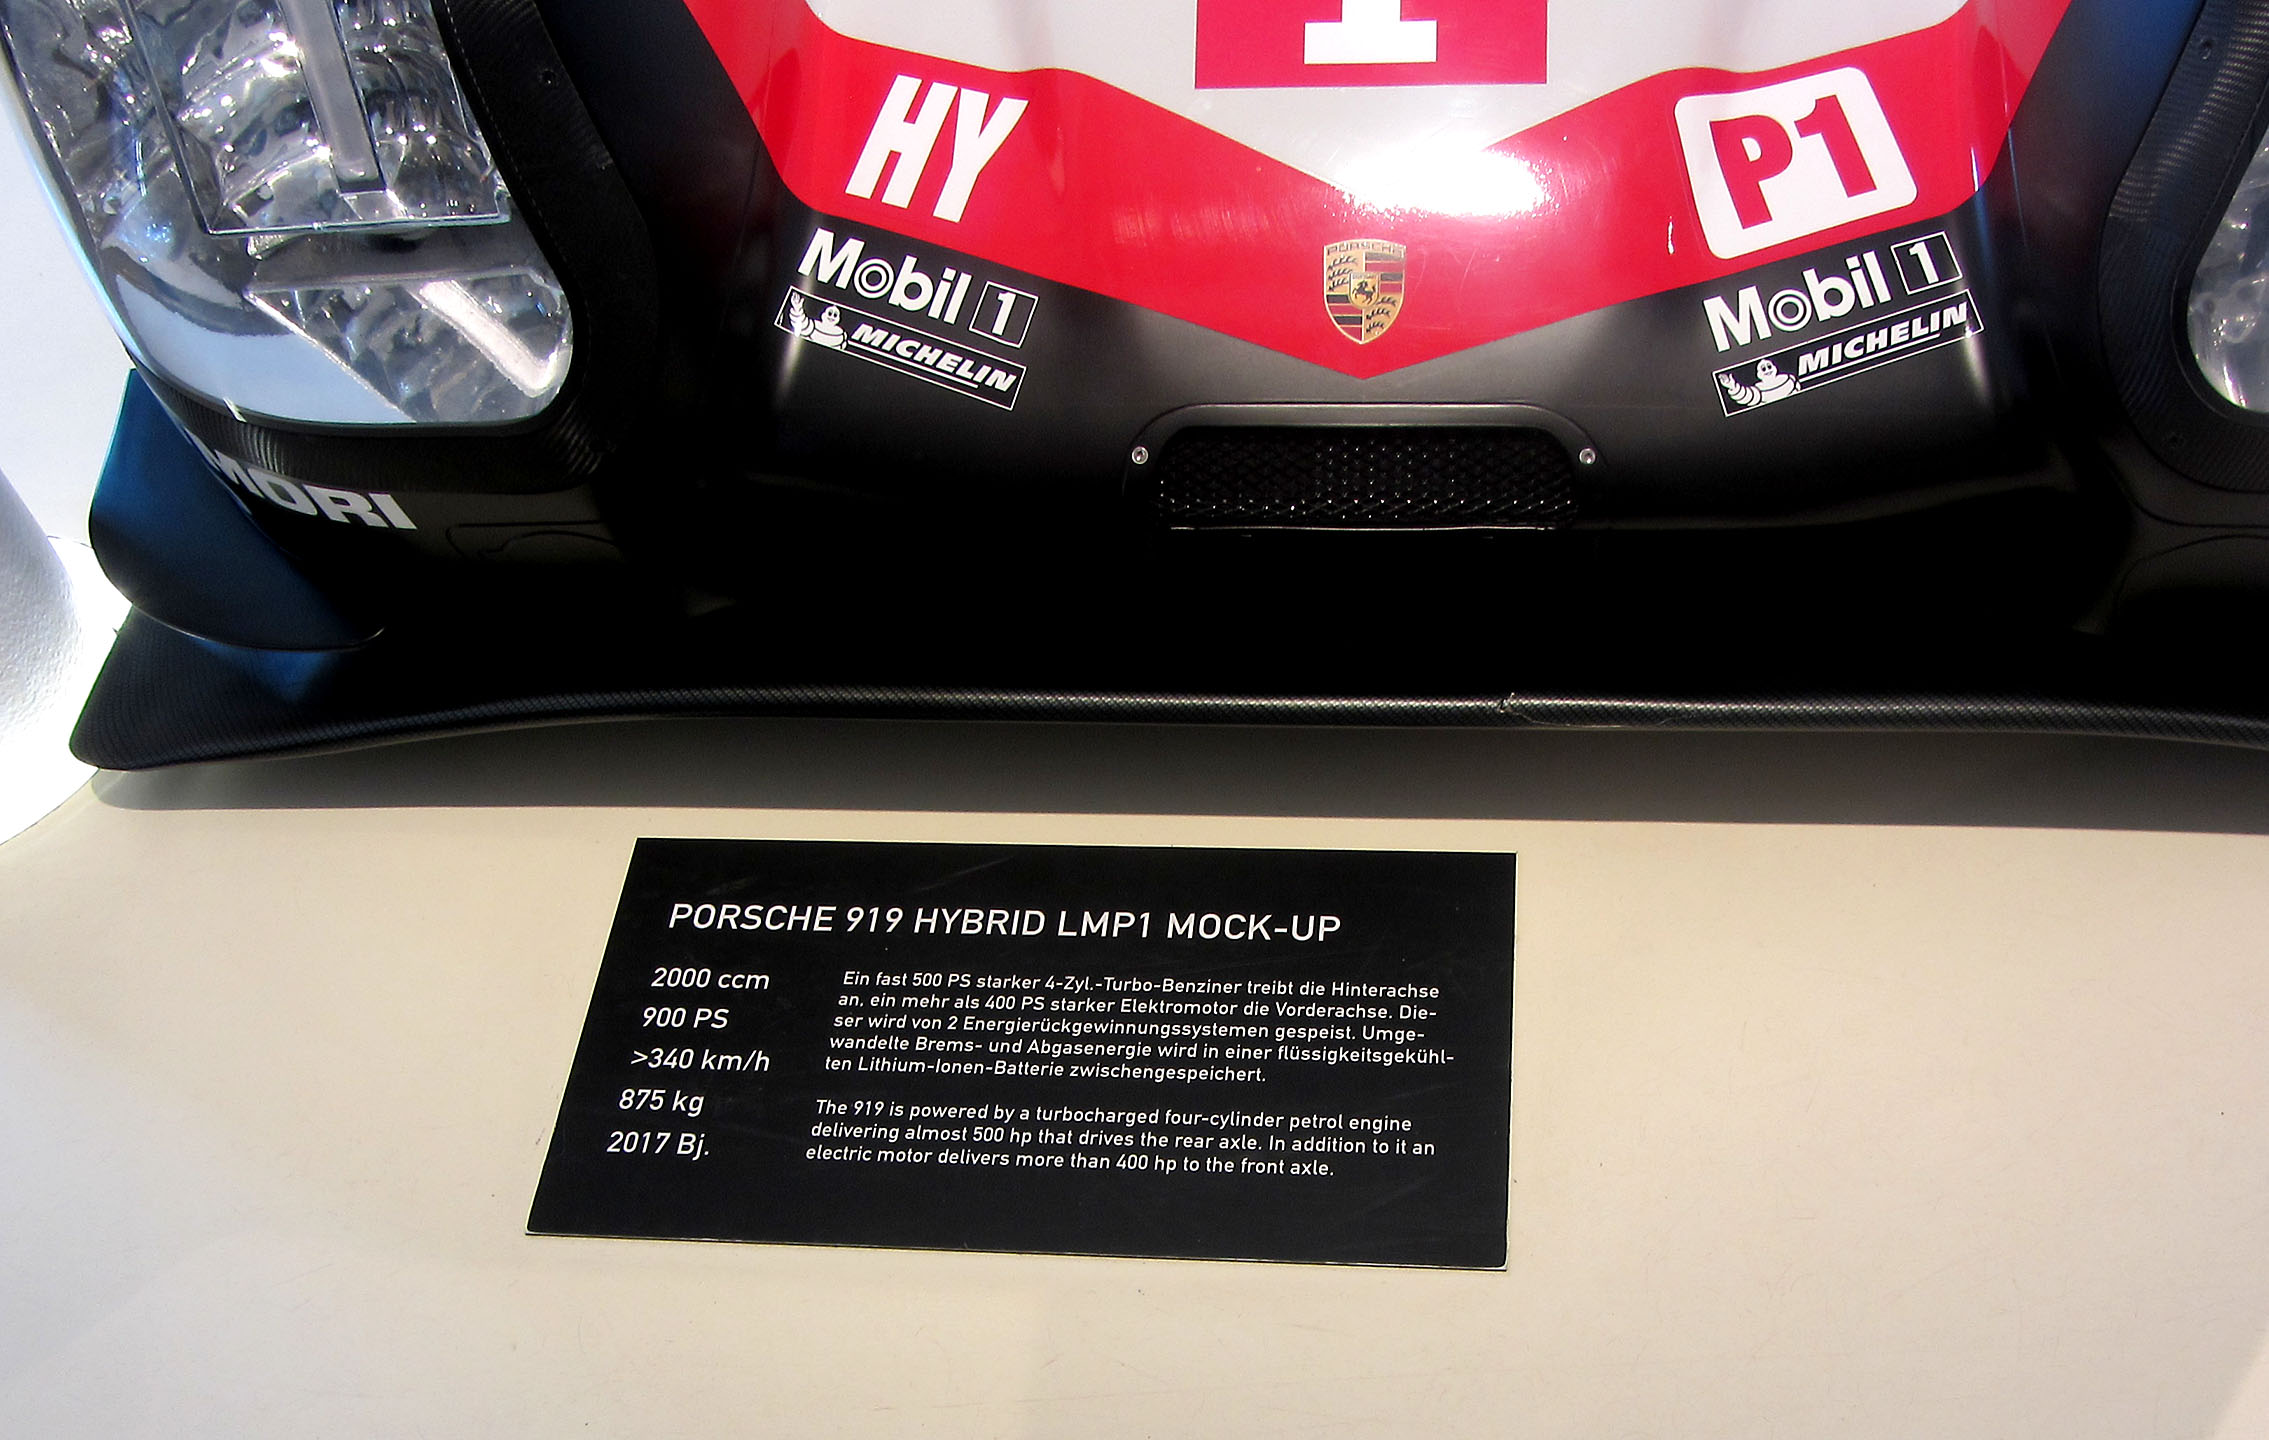 1
HY
P1
PORSCHE
Mobil 1
MICHELIN
Mobil 1
MICHELIN
MORI
PORSCHE 919 HYBRID LMP1 MOCK-UP
2000 ccm
900 PS
>340 km/h
875 kg
2017 Bj.
Ein fast 500 PS starker 4-Zyl.-Turbo-Benziner treibt die Hinterachse
an, ein mehr als 400 PS starker Elektromotor die Vorderachse. Die-
ser wird von 2 Energierückgewinnungssystemen gespeist. Umge-
wandelte Brems- und Abgasenergie wird in einer flüssigkeitsgekühl-
ten Lithium-Ionen-Batterie zwischengespeichert.
The 919 is powered by a turbocharged four-cylinder petrol engine
delivering almost 500 hp that drives the rear axle. In addition to it an
electric motor delivers more than 400 hp to the front axle.